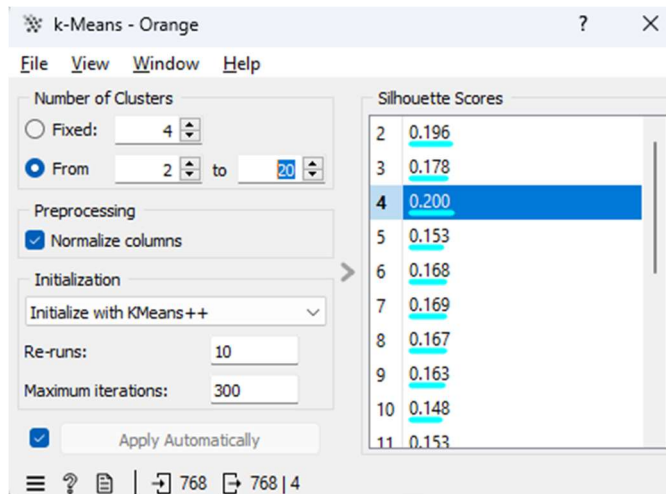 k-Means - Orange
File View Window Help
Number of Clusters
Fixed: 4
From 2 to 20
Preprocessing
Normalize columns
Initialization
Initialize with KMeans++
Re-runs: 10
Maximum iterations: 300
Apply Automatically
768 768 | 4
Silhouette Scores
2 0.196
3 0.178
4 0.200
5 0.153
6 0.168
7 0.169
8 0.167
9 0.163
10 0.148
11 0.153